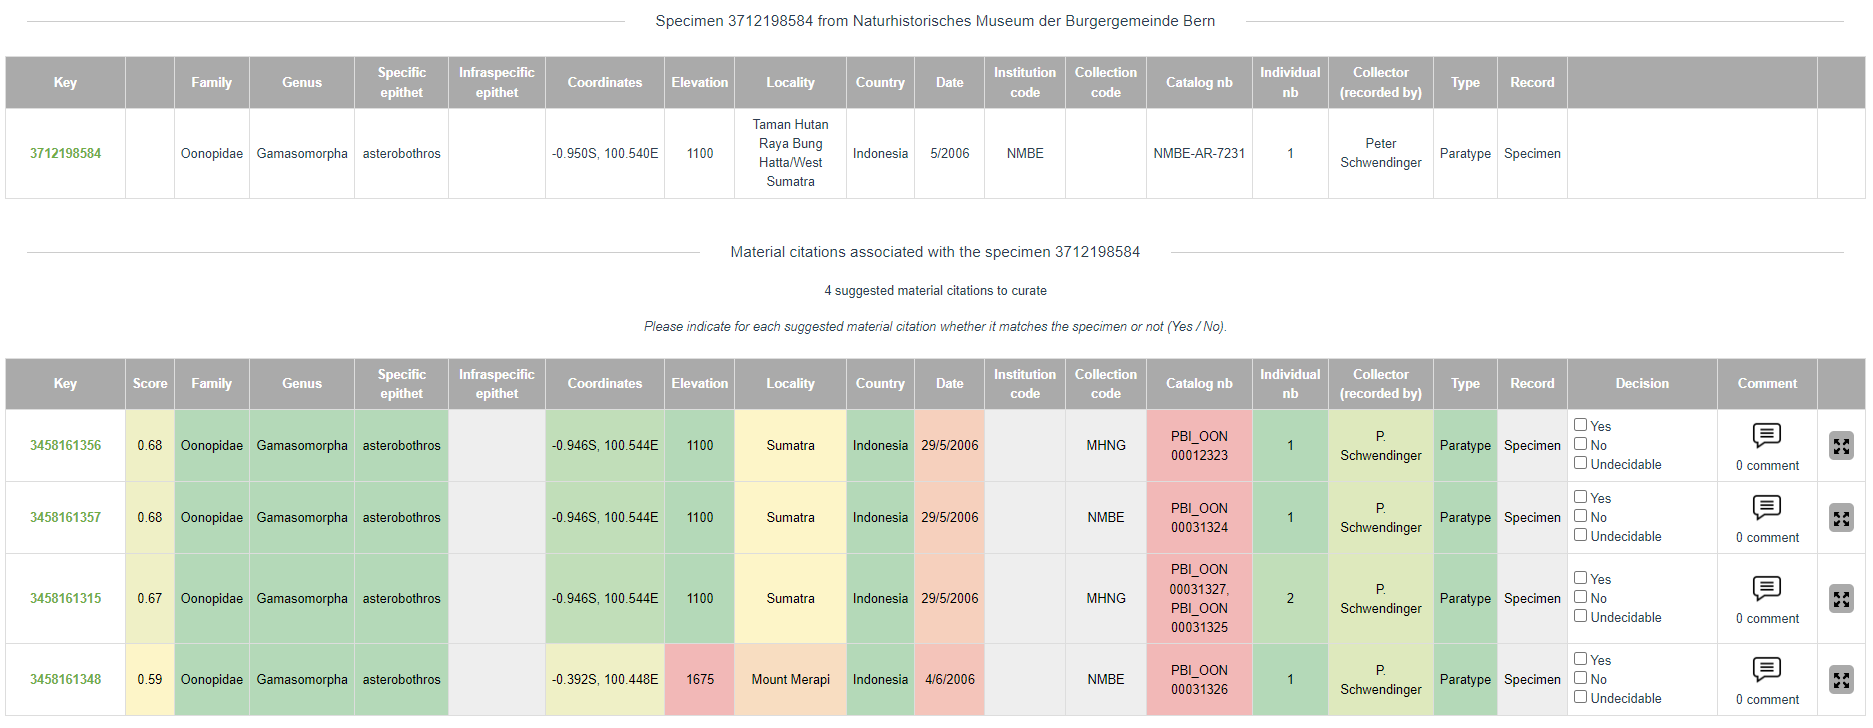 Specimen 3712198584 from Naturhistorisches Museum der Burgergemeinde Bern
Key Family Genus Specific epithet Infraspecific epithet Coordinates Elevation Locality Country Date Institution code Collection code Catalog nb Individual nb Collector (recorded by) Type Record
3712198584 Oonopidae Gamasomorpha asterobothros -0.950S, 100.540E 1100 Taman Hutan Raya Bung Hatta/West Sumatra Indonesia 5/2006 NMBE NMBE-AR-7231 1 Peter Schwendinger Paratype Specimen
Material citations associated with the specimen 3712198584
4 suggested material citations to curate
Please indicate for each suggested material citation whether it matches the specimen or not (Yes / No).
Key Score Family Genus Specific epithet Infraspecific epithet Coordinates Elevation Locality Country Date Institution code Collection code Catalog nb Individual nb Collector (recorded by) Type Record Decision Comment
3458161356 0.68 Oonopidae Gamasomorpha asterobothros -0.946S, 100.544E 1100 Sumatra Indonesia 29/5/2006 MHNG PBI_OON 00012323 1 P. Schwendinger Paratype Specimen Yes No Undecidable 0 comment
3458161357 0.68 Oonopidae Gamasomorpha asterobothros -0.946S, 100.544E 1100 Sumatra Indonesia 29/5/2006 NMBE PBI_OON 00031324 1 P. Schwendinger Paratype Specimen Yes No Undecidable 0 comment
3458161315 0.67 Oonopidae Gamasomorpha asterobothros -0.946S, 100.544E 1100 Sumatra Indonesia 29/5/2006 MHNG PBI_OON 00031327, PBI_OON 00031325 2 P. Schwendinger Paratype Specimen Yes No Undecidable 0 comment
3458161348 0.59 Oonopidae Gamasomorpha asterobothros -0.392S, 100.448E 1675 Mount Merapi Indonesia 4/6/2006 NMBE PBI_OON 00031326 1 P. Schwendinger Paratype Specimen Yes No Undecidable 0 comment